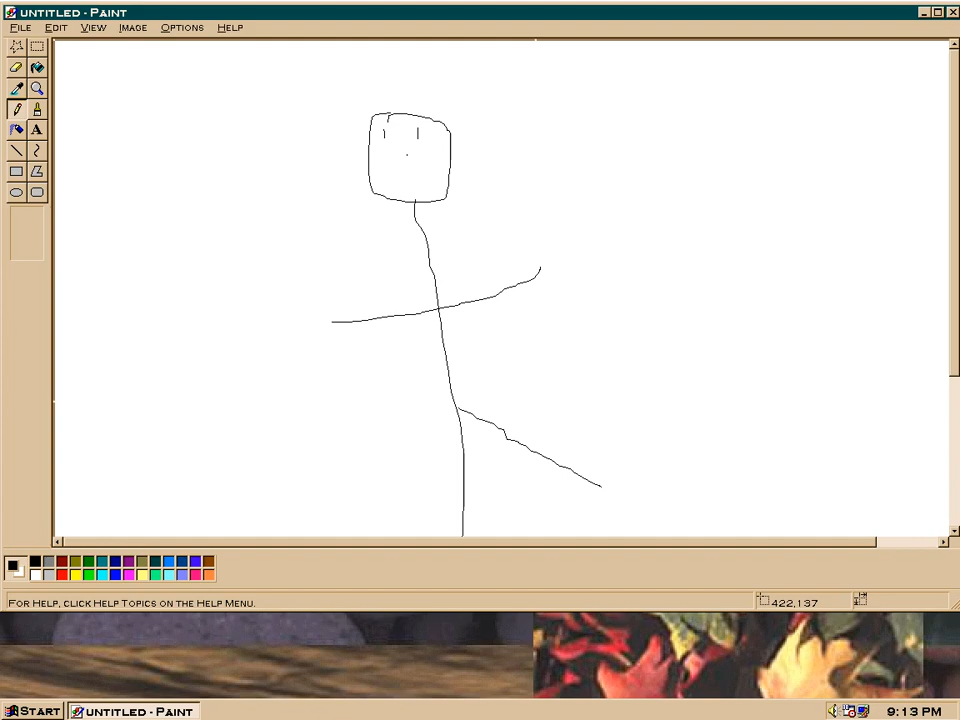 UNTITLED - PAINT
FILE EDIT VIEW IMAGE OPTIONS HELP
A
FOR HELP, CLICK HELP TOPICS ON THE HELP MENU.
422,137
START UNTITLED - PAINT 9:13 PM